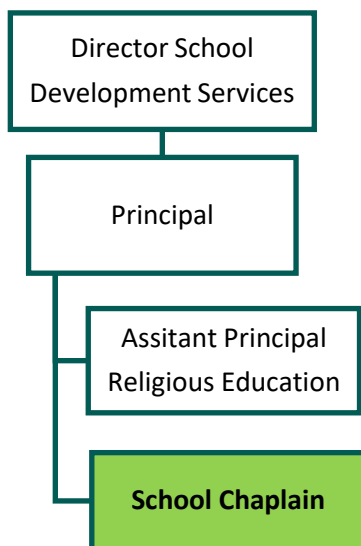 Director School
Development Services
Principal
Assitant Principal
Religious Education
School Chaplain